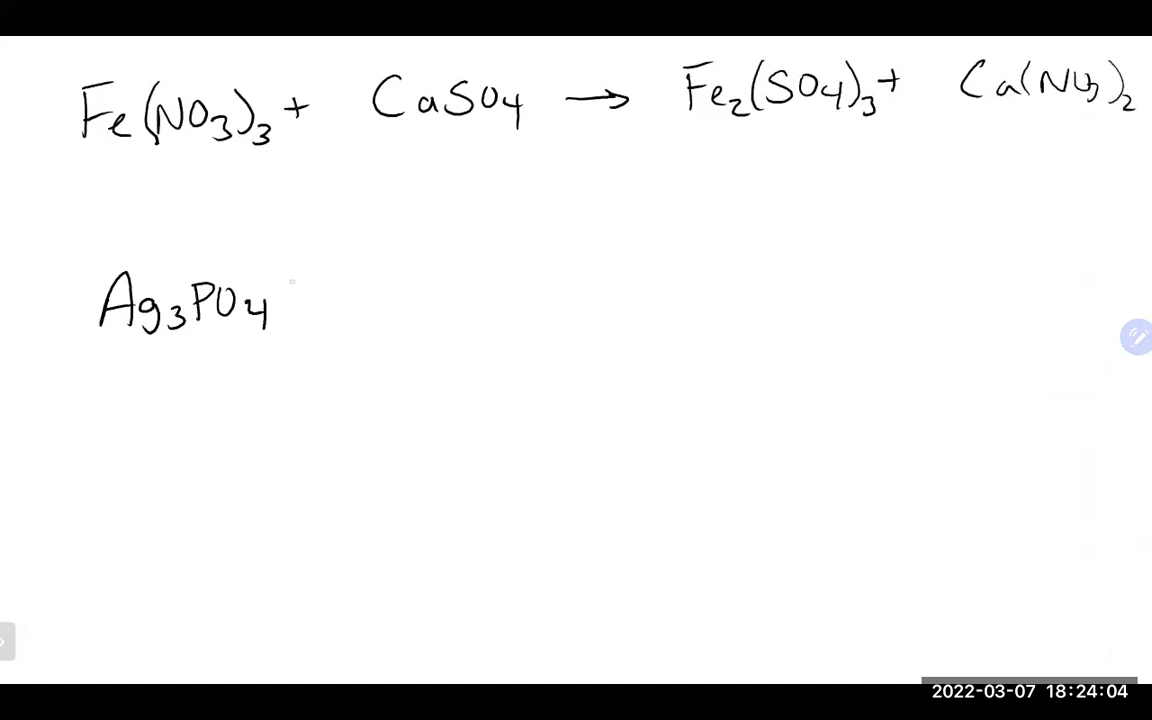 Fe(NO3)3 + CaSO4 → Fe2(SO4)3 + Ca(NO3)2
Ag3PO4
2022-03-07 18:24:04